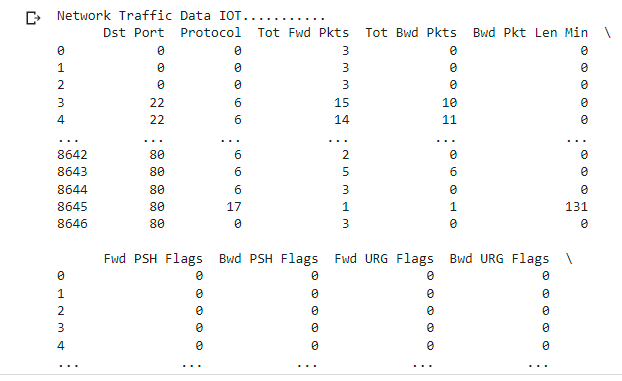 Network Traffic Data IOT...........
Dst Port Protocol Tot Fwd Pkts Tot Bwd Pkts Bwd Pkt Len Min \
0 0 0 3 0 0
1 0 0 3 0 0
2 0 0 3 0 0
3 22 6 15 10 0
4 22 6 14 11 0
... ... ... ... ... ...
8642 80 6 2 0 0
8643 80 6 5 6 0
8644 80 6 3 0 0
8645 80 17 1 1 131
8646 80 0 3 0 0
Fwd PSH Flags Bwd PSH Flags Fwd URG Flags Bwd URG Flags \
0 0 0 0 0
1 0 0 0 0
2 0 0 0 0
3 0 0 0 0
4 0 0 0 0
... ... ... ... ...